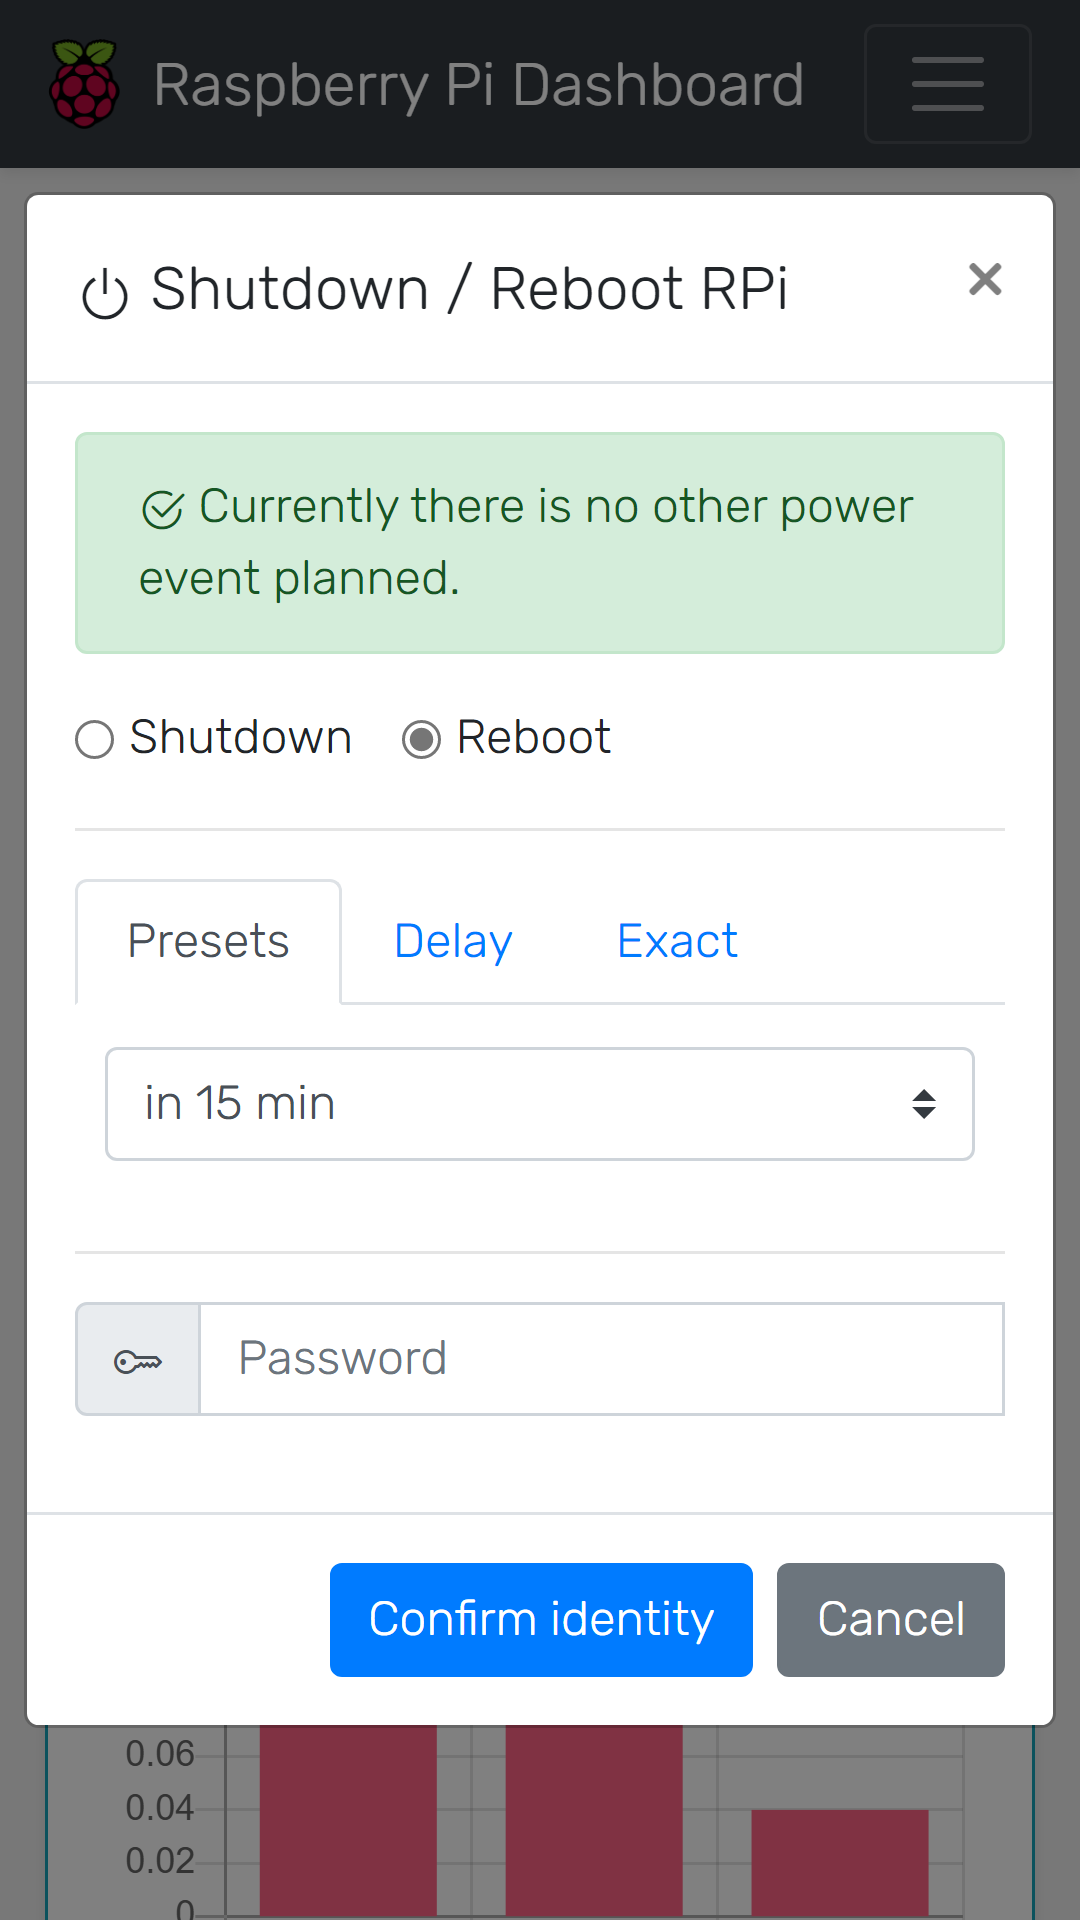 Raspberry Pi Dashboard
Shutdown / Reboot RPi
×
Currently there is no other power
event planned.
Shutdown Reboot
Presets Delay Exact
in 15 min
Password
Confirm identity Cancel
0.06
0.04
0.02
0